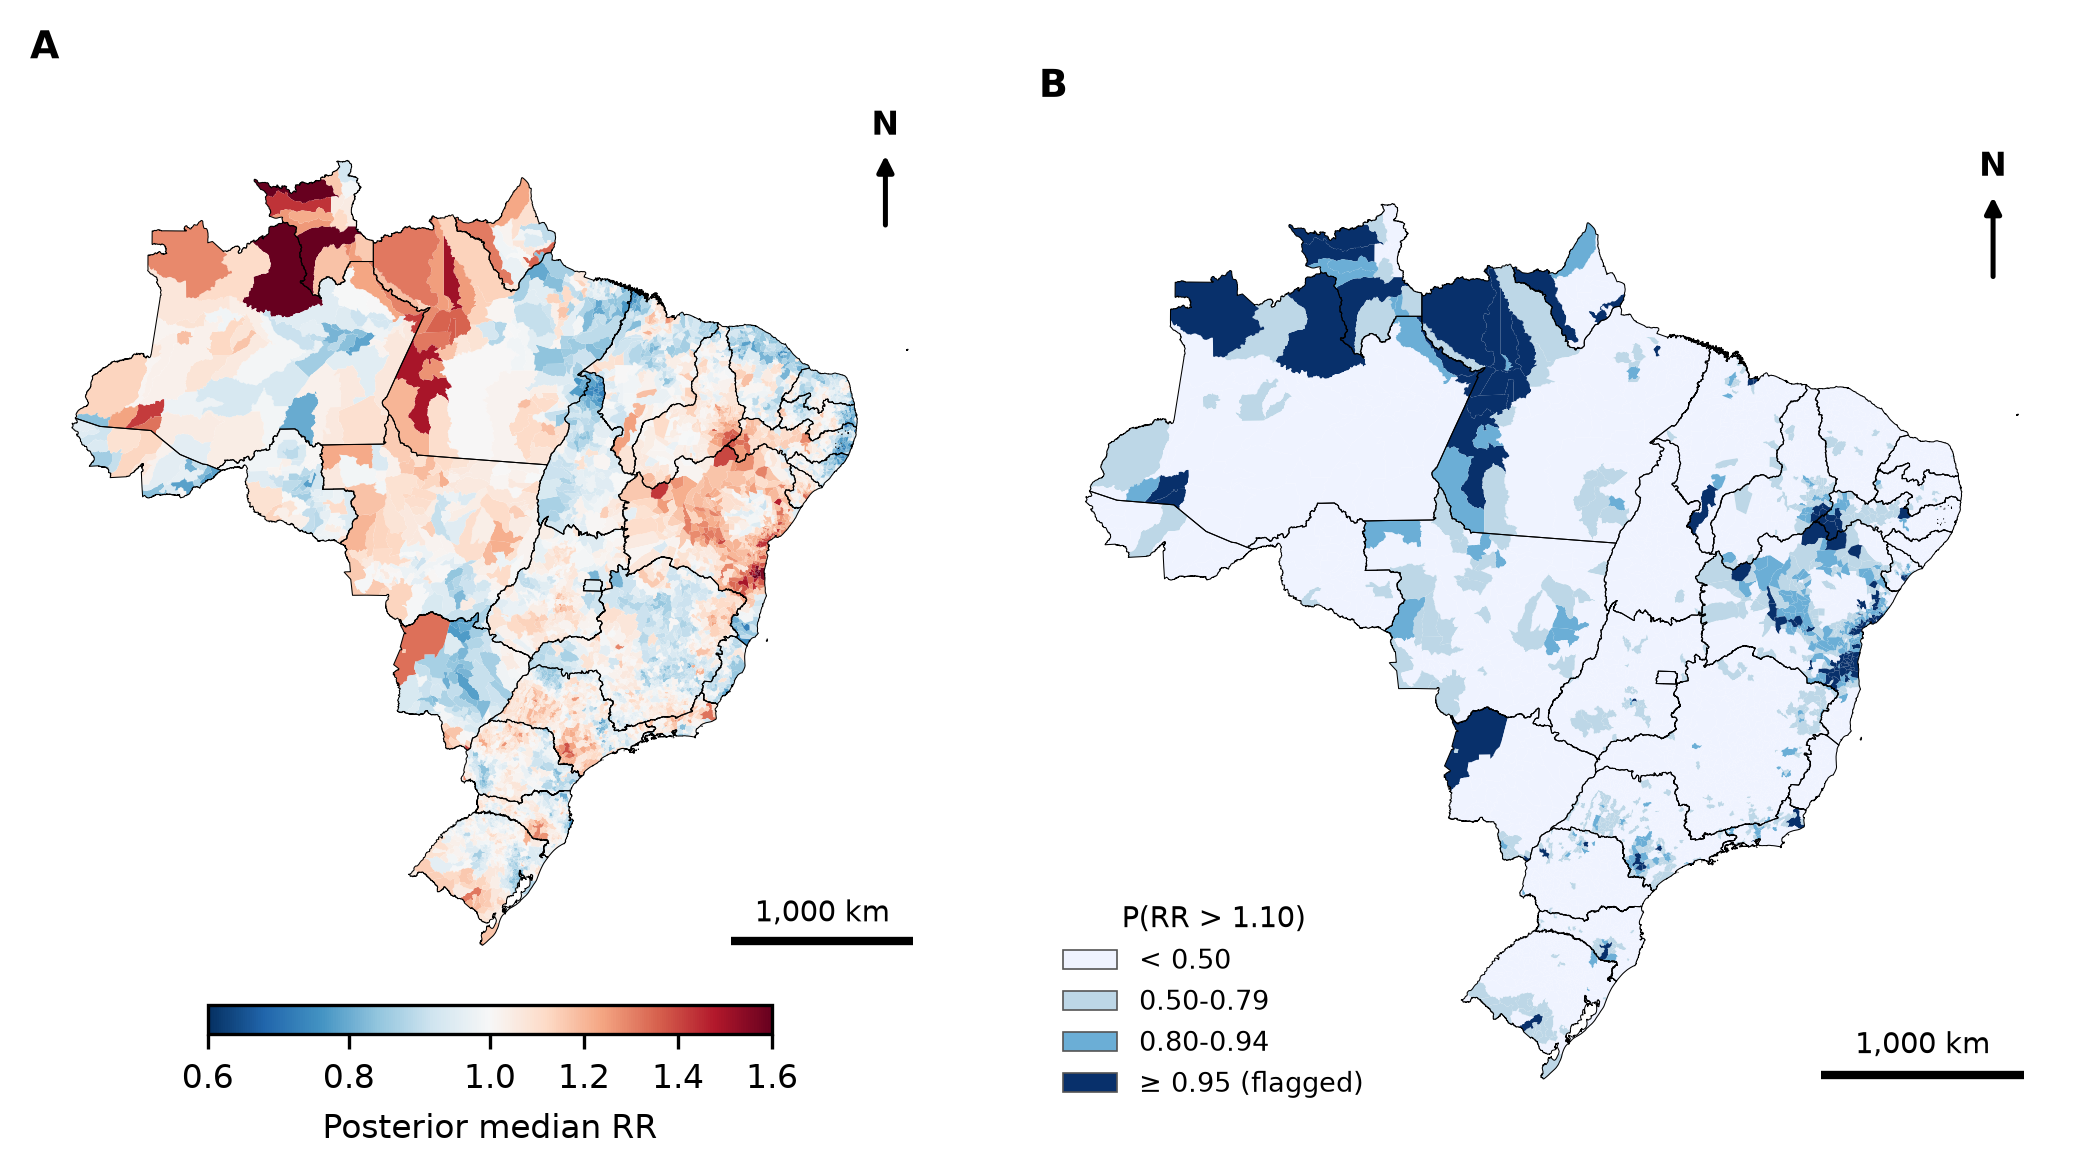 A
N
1,000 km
0.6 0.8 1.0 1.2 1.4 1.6
Posterior median RR
B
N
P(RR > 1.10)
< 0.50
0.50-0.79
0.80-0.94
≥ 0.95 (flagged)
1,000 km